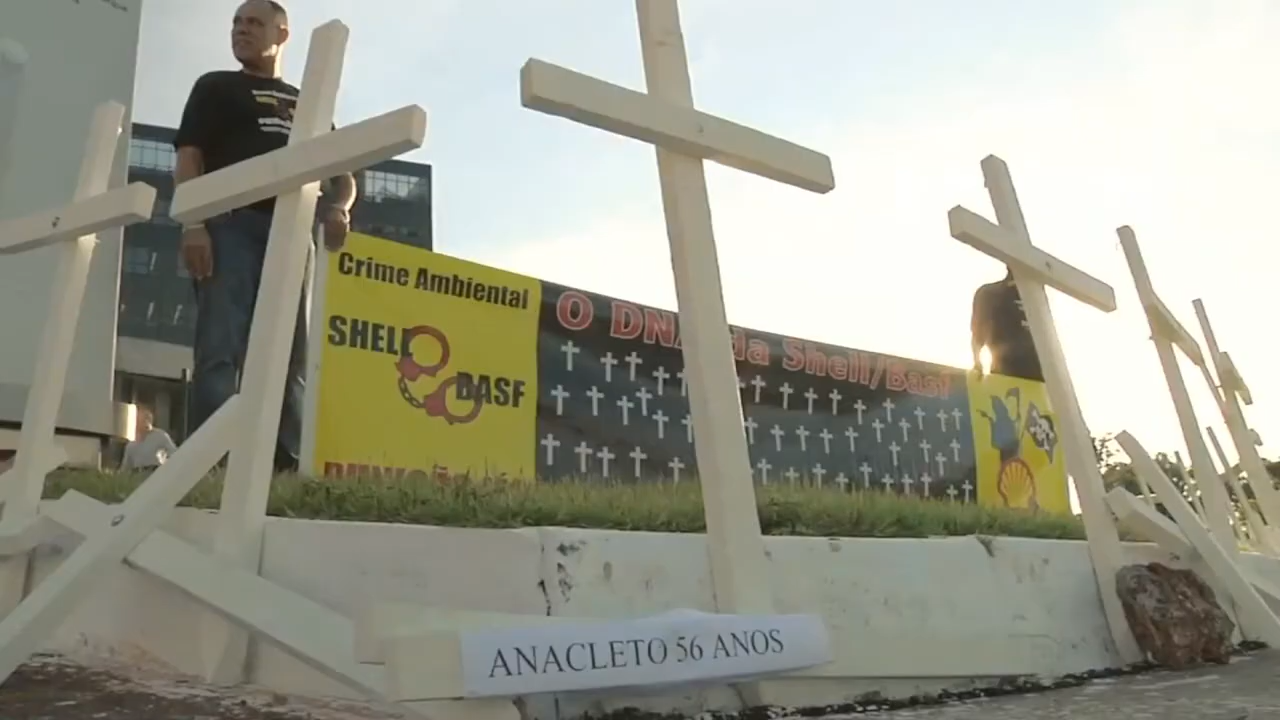 Crime Ambiental
SHELL
BASF
O DNA da Shell/Basf
ANACLETO 56 ANOS